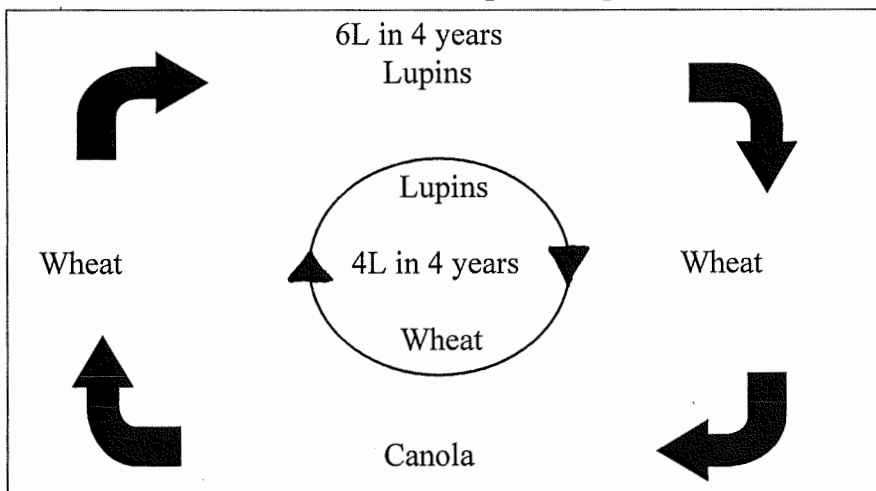 6L in 4 years
Lupins
Lupins
Wheat
4L in 4 years
Wheat
Wheat
Canola